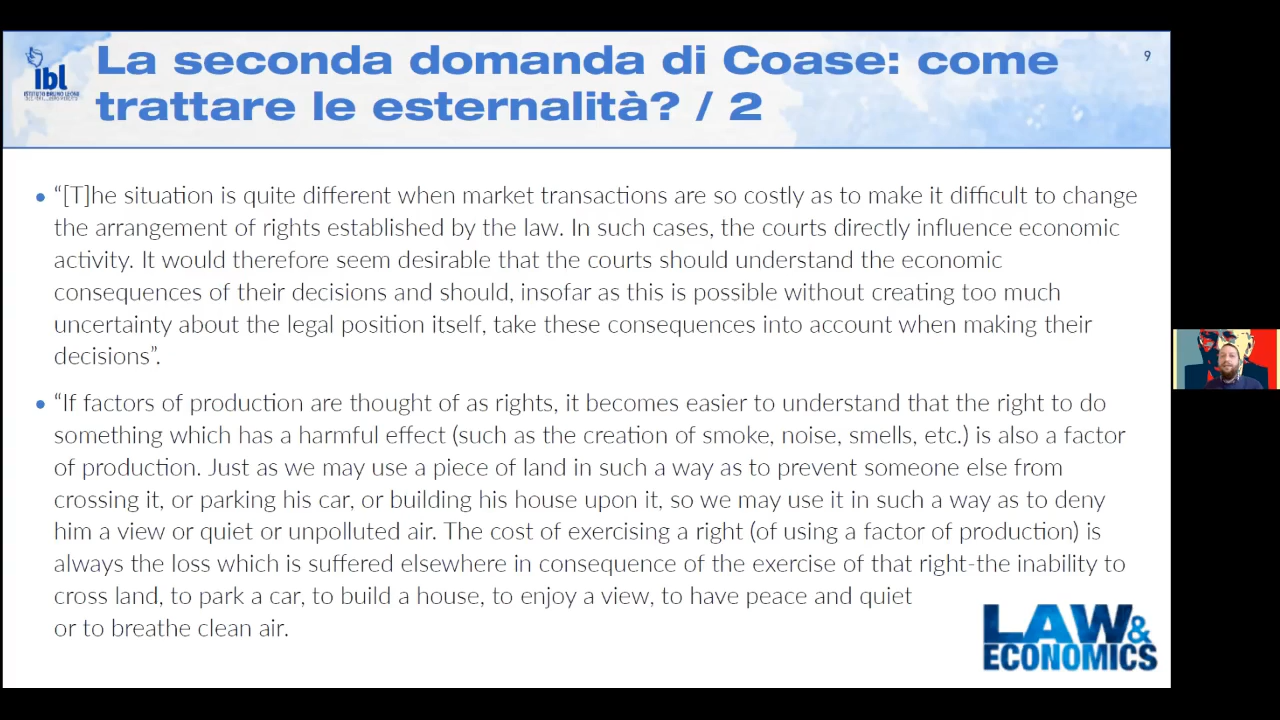 La seconda domanda di Coase: come
trattare le esternalità? / 2
9
ibl
ISTITUTO BRUNO LEONI
• “[T]he situation is quite different when market transactions are so costly as to make it difficult to change
the arrangement of rights established by the law. In such cases, the courts directly influence economic
activity. It would therefore seem desirable that the courts should understand the economic
consequences of their decisions and should, insofar as this is possible without creating too much
uncertainty about the legal position itself, take these consequences into account when making their
decisions”.
• “If factors of production are thought of as rights, it becomes easier to understand that the right to do
something which has a harmful effect (such as the creation of smoke, noise, smells, etc.) is also a factor
of production. Just as we may use a piece of land in such a way as to prevent someone else from
crossing it, or parking his car, or building his house upon it, so we may use it in such a way as to deny
him a view or quiet or unpolluted air. The cost of exercising a right (of using a factor of production) is
always the loss which is suffered elsewhere in consequence of the exercise of that right-the inability to
cross land, to park a car, to build a house, to enjoy a view, to have peace and quiet
or to breathe clean air.
LAW &
ECONOMICS